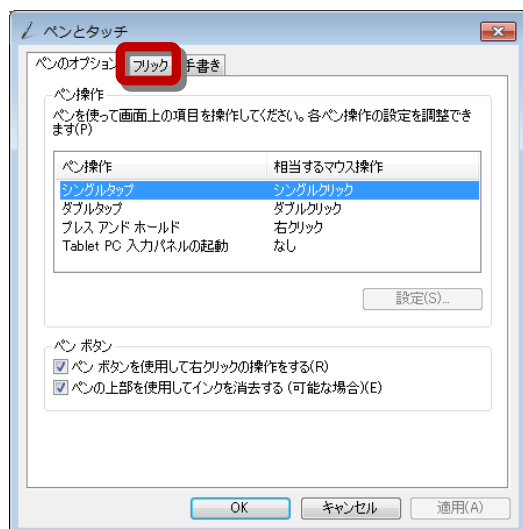 ペンとタッチ
ペンのオプション フリック 手書き
ペン操作
ペンを使って画面上の項目を操作してください。各ペン操作の設定を調整でき
ます(P)
ペン操作 相当するマウス操作
シングルタップ シングルクリック
ダブルタップ ダブルクリック
プレス アンド ホールド 右クリック
Tablet PC 入力パネルの起動 なし
設定(S)...
ペン ボタン
ペン ボタンを使用して右クリックの操作をする(R)
ペンの上部を使用してインクを消去する (可能な場合)(E)
OK キャンセル 適用(A)